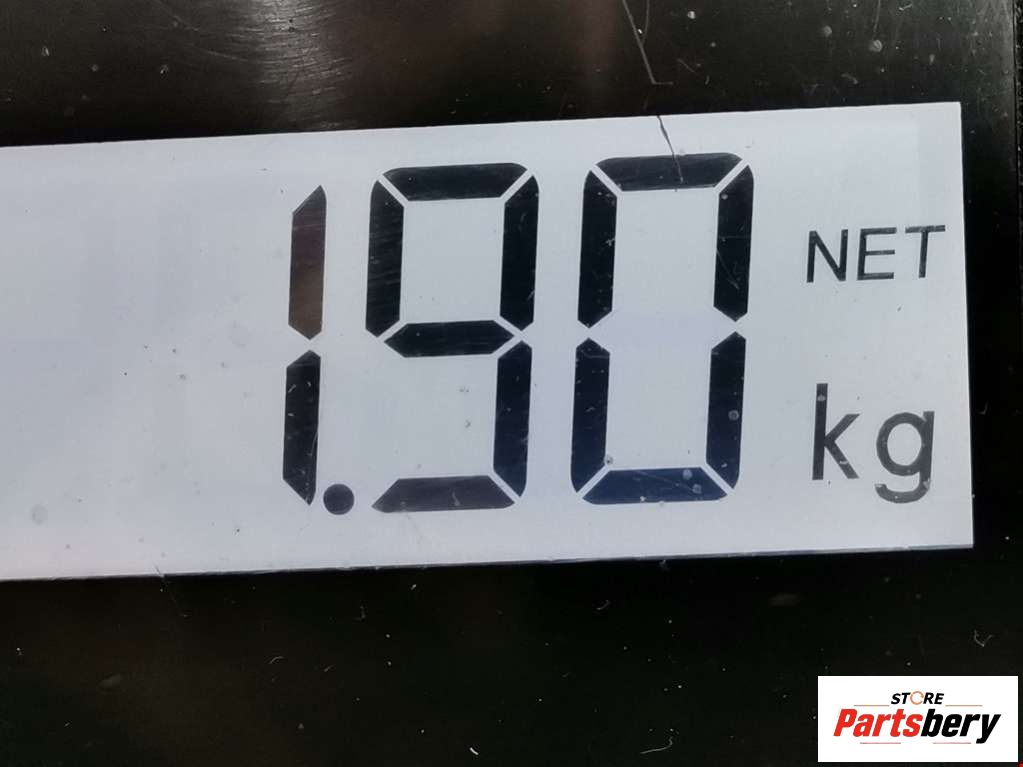 1.90 NET
kg
STORE
Partsbery